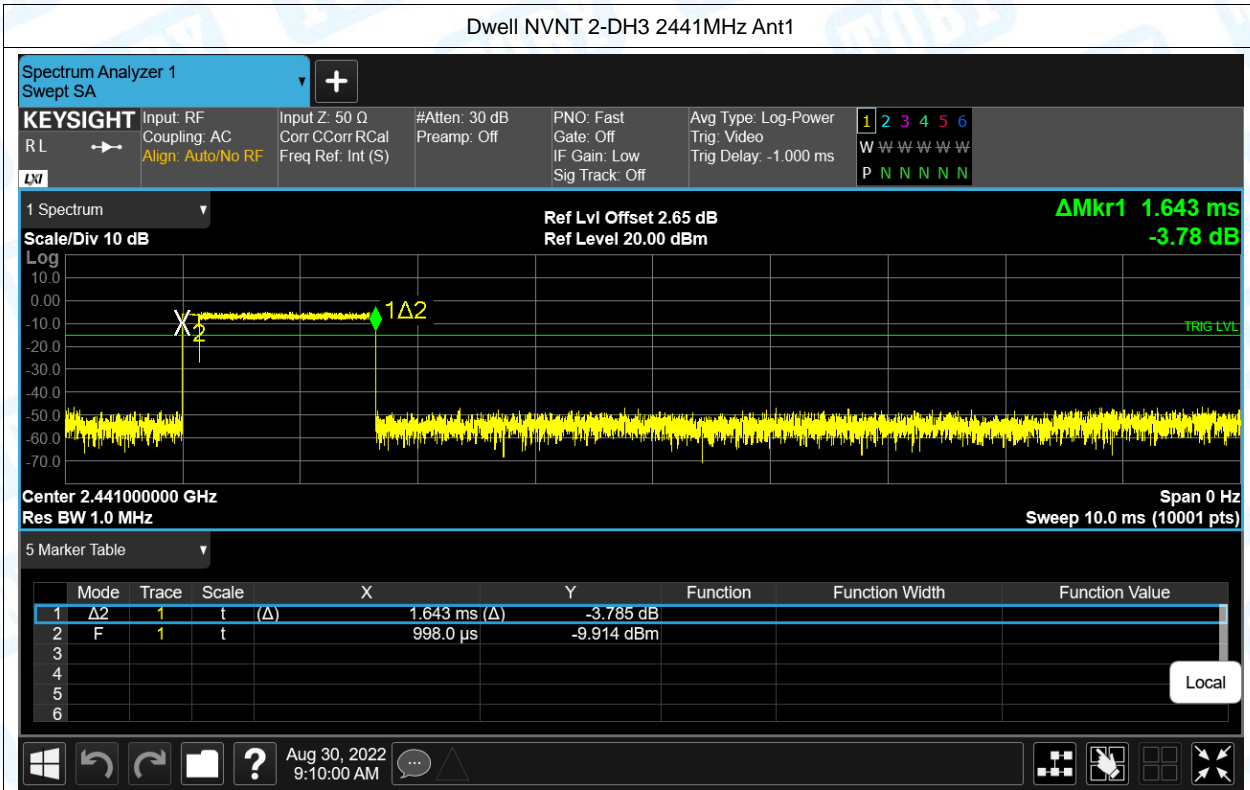 Dwell NVNT 2-DH3 2441MHz Ant1
Spectrum Analyzer 1
Swept SA
KEYSIGHT
RL
LXI
Input: RF
Coupling: AC
Align: Auto/No RF
Input Z: 50 Ω
Corr CCorr RCal
Freq Ref: Int (S)
#Atten: 30 dB
Preamp: Off
PNO: Fast
Gate: Off
IF Gain: Low
Sig Track: Off
Avg Type: Log-Power
Trig: Video
Trig Delay: -1.000 ms
1 2 3 4 5 6
W W W W W W
P N N N N N
1 Spectrum
Scale/Div 10 dB
Ref Lvl Offset 2.65 dB
Ref Level 20.00 dBm
ΔMkr1 1.643 ms
-3.78 dB
Log
10.0
0.00
-10.0
-20.0
-30.0
-40.0
-50.0
-60.0
-70.0
2
1Δ2
TRIG LVL
Center 2.441000000 GHz
Span 0 Hz
Res BW 1.0 MHz
Sweep 10.0 ms (10001 pts)
5 Marker Table
Mode Trace Scale X Y Function Function Width Function Value
1 Δ2 1 t (Δ) 1.643 ms (Δ) -3.785 dB
2 F 1 t 998.0 µs -9.914 dBm
3
4
5
6
Local
?
Aug 30, 2022
9:10:00 AM
TOBY